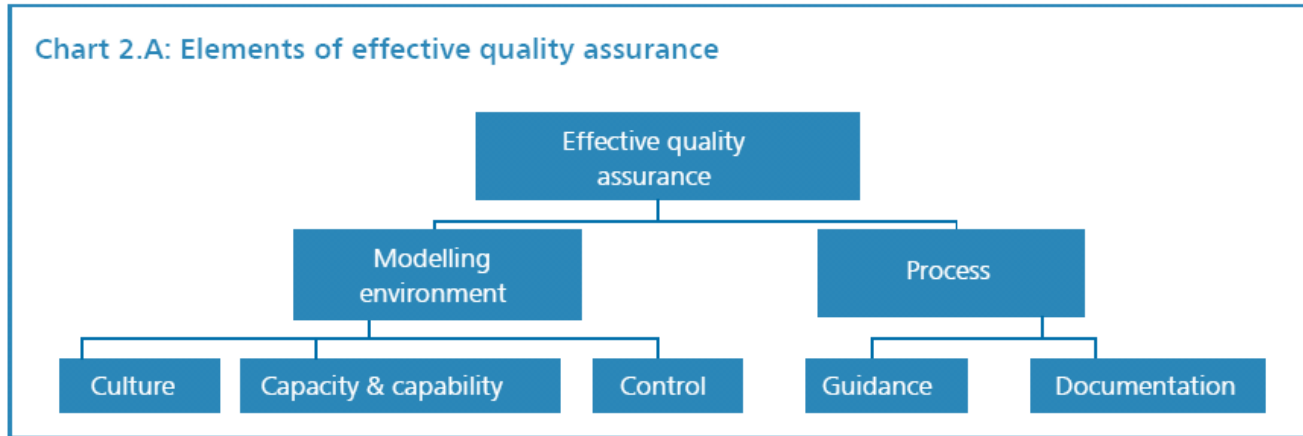 Chart 2.A: Elements of effective quality assurance
Effective quality
assurance
Modelling
environment
Process
Culture
Capacity & capability
Control
Guidance
Documentation